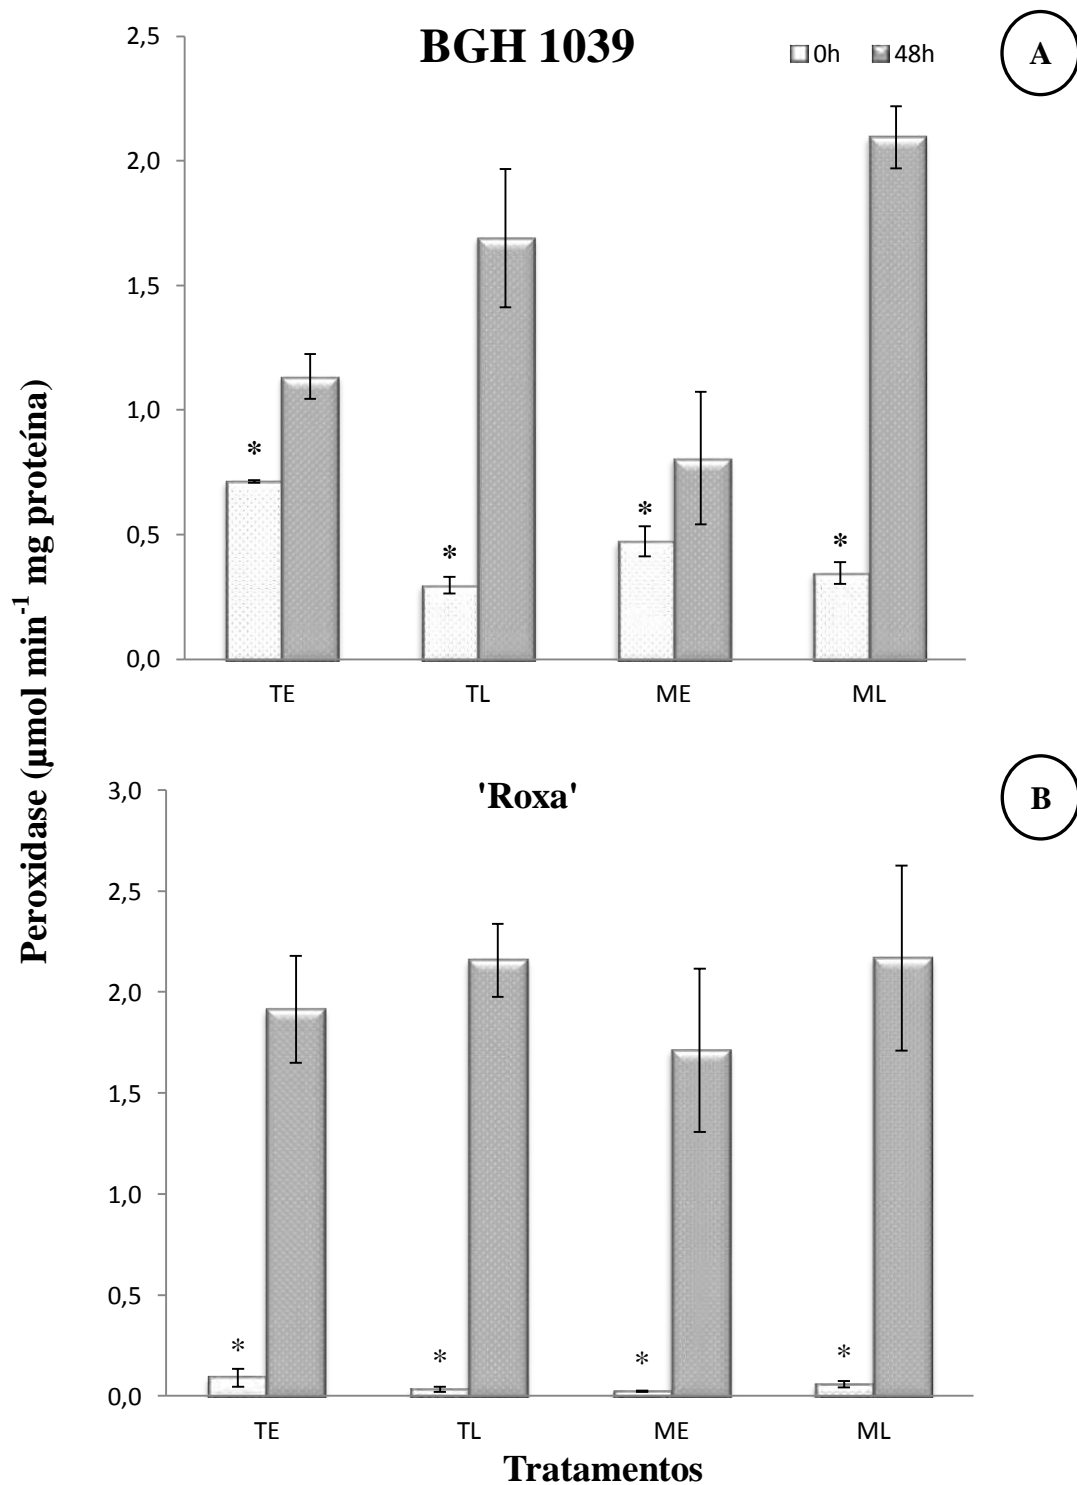 BGH 1039
0h 48h
A
2,5
2,0
1,5
1,0
0,5
0,0
* * * *
TE TL ME ML
Peroxidase (µmol min-1 mg proteína)
'Roxa'
B
3,0
2,5
2,0
1,5
1,0
0,5
0,0
* * * *
TE TL ME ML
Tratamentos